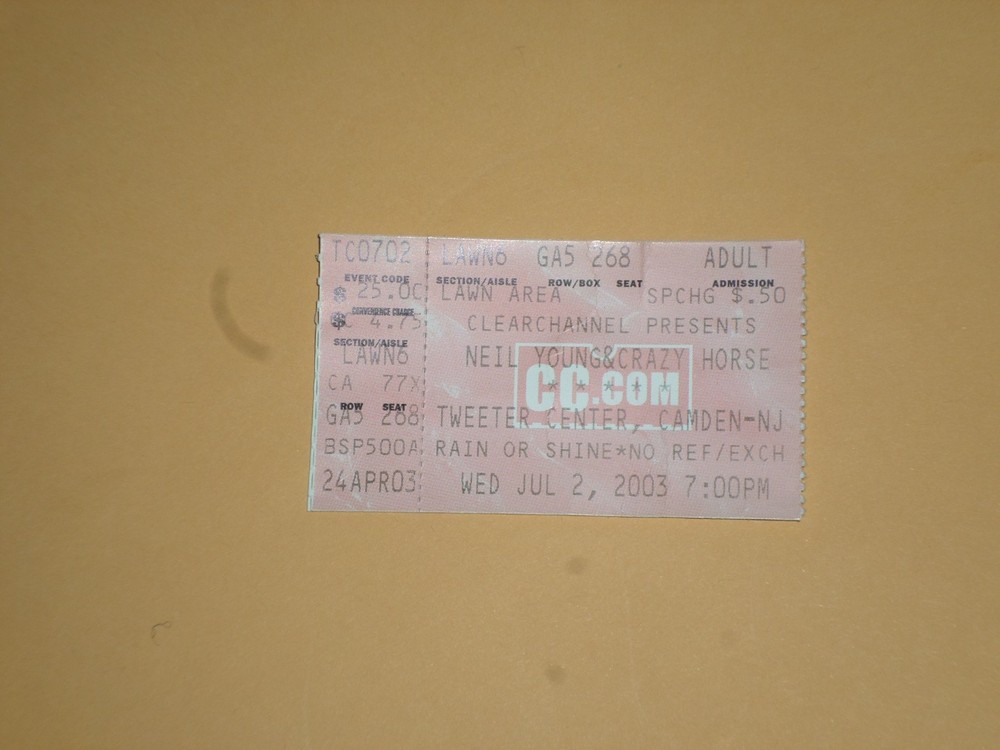 TC0702 LAWN6 GA5 268 ADULT
EVENT CODE SECTION/AISLE ROW/BOX SEAT ADMISSION
$ 25.00 LAWN AREA SPCHG $.50
CONVENIENCE CHARGE
$ 4.75 CLEARCHANNEL PRESENTS
SECTION/AISLE
LAWN6 NEIL YOUNG&CRAZY HORSE
CC.COM
CA 77X * * * * *
ROW SEAT
GA5 268 TWEETER CENTER, CAMDEN-NJ
BSP500A RAIN OR SHINE*NO REF/EXCH
24APR03 WED JUL 2, 2003 7:00PM